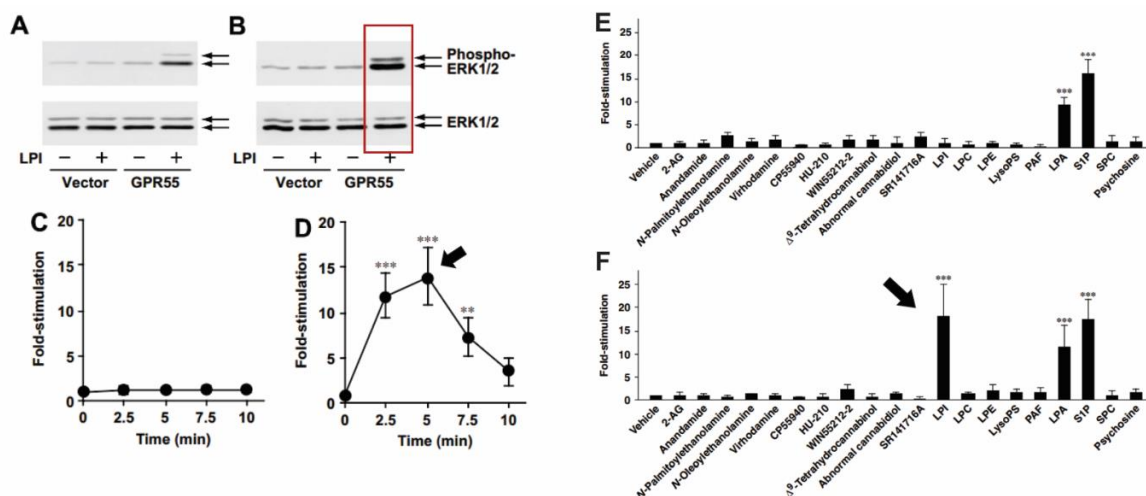 A
B
Phospho-
ERK1/2
ERK1/2
LPI − + − +
Vector GPR55
LPI − + − +
Vector GPR55
C
Fold-stimulation
20
15
10
5
0
0 2.5 5 7.5 10
Time (min)
D
Fold-stimulation
20
15
10
5
0
***
***
**
0 2.5 5 7.5 10
Time (min)
E
Fold-stimulation
25
20
15
10
5
0
***
***
Vehicle
2-AG
Anandamide
N-Palmitoylethanolamine
N-Oleoylethanolamine
Virhodamine
CP55940
HU-210
WIN55212-2
Δ⁹-Tetrahydrocannabinol
Abnormal cannabidiol
SR141716A
LPI
LPC
LPE
LysoPS
PAF
LPA
S1P
SPC
Psychosine
F
Fold-stimulation
25
20
15
10
5
0
***
***
***
Vehicle
2-AG
Anandamide
N-Palmitoylethanolamine
N-Oleoylethanolamine
Virhodamine
CP55940
HU-210
WIN55212-2
Δ⁹-Tetrahydrocannabinol
Abnormal cannabidiol
SR141716A
LPI
LPC
LPE
LysoPS
PAF
LPA
S1P
SPC
Psychosine